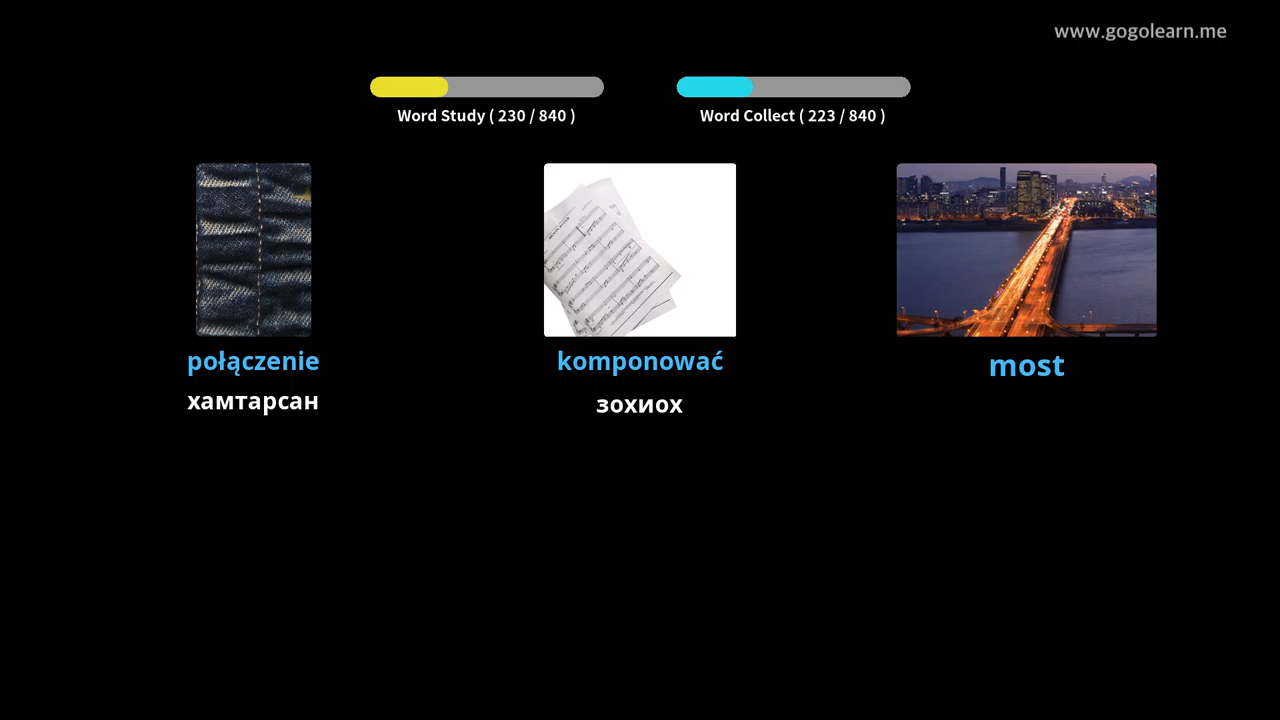 www.gogolearn.me
Word Study ( 230 / 840 )
Word Collect ( 223 / 840 )
połączenie
komponować
most
хамтарсан
зохиох